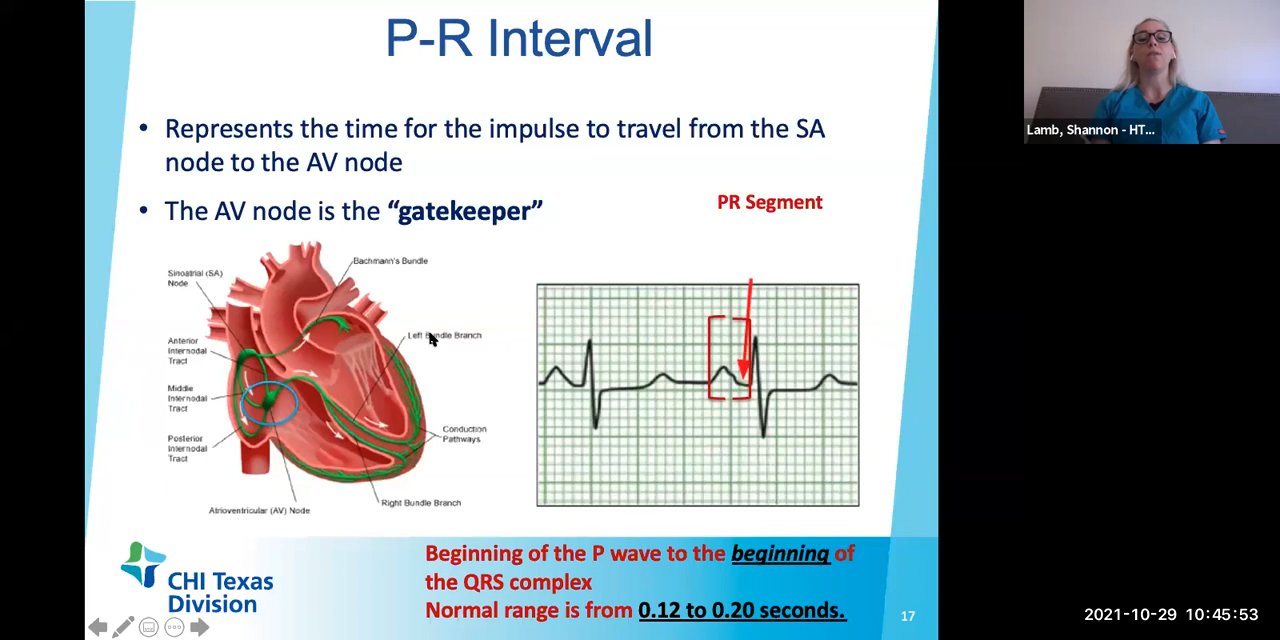 P-R Interval
• Represents the time for the impulse to travel from the SA
node to the AV node
• The AV node is the “gatekeeper”
PR Segment
Sinoatrial (SA)
Node
Bachmann's Bundle
Anterior
Internodal
Tract
Left Bundle Branch
Middle
Internodal
Tract
Posterior
Internodal
Tract
Conduction
Pathways
Right Bundle Branch
Atrioventricular (AV) Node
Beginning of the P wave to the beginning of
the QRS complex
Normal range is from 0.12 to 0.20 seconds.
CHI Texas
Division
17
Lamb, Shannon - HT...
2021-10-29 10:45:53